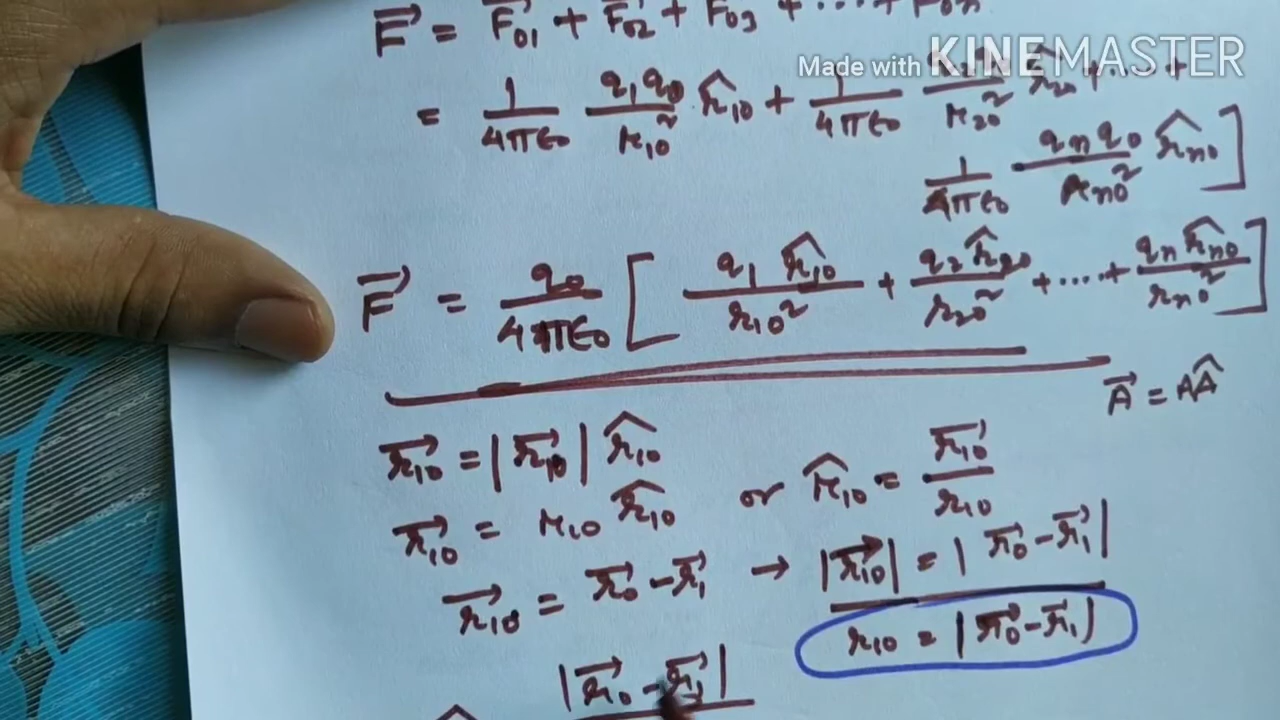 F⃗ = F⃗₀₁ + F⃗₀₂ + F⃗₀₃ + ..... + F⃗₀ₙ
Made with KINEMASTER
= 1/4πε₀ q₁q₀/r₁₀² r̂₁₀ + 1/4πε₀ q₂q₀/r₂₀² r̂₂₀ + ..... +
1/4πε₀ qₙq₀/rₙ₀² r̂ₙ₀]
F⃗ = q₀/4πε₀ [ q₁ r̂₁₀/r₁₀² + q₂ r̂₂₀/r₂₀² + ..... + qₙ r̂ₙ₀/rₙ₀² ]
A⃗ = AÂ
r⃗₁₀ = |r⃗₁₀| r̂₁₀
r⃗₁₀ = r₁₀ r̂₁₀ or r̂₁₀ = r⃗₁₀/r₁₀
r⃗₁₀ = r⃗₀ - r⃗₁ → |r⃗₁₀| = |r⃗₀ - r⃗₁|
r₁₀ = |r⃗₀ - r⃗₁|
|r⃗₀ - r⃗₁|